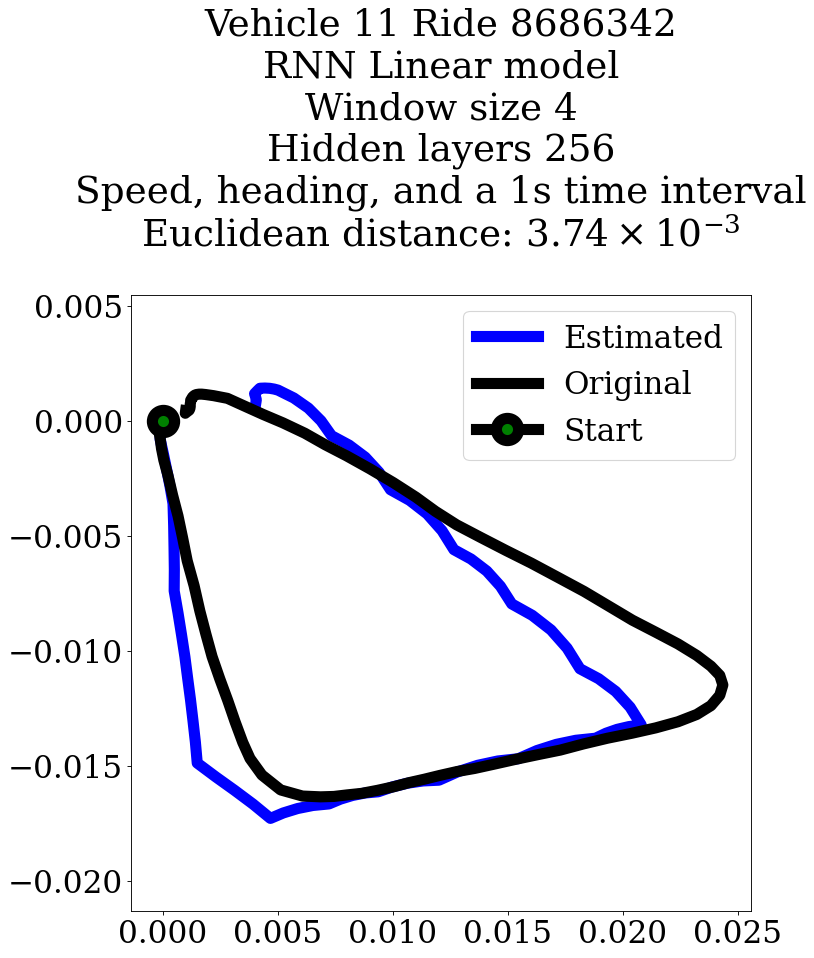 Vehicle 11 Ride 8686342
RNN Linear model
Window size 4
Hidden layers 256
Speed, heading, and a 1s time interval
Euclidean distance: 3.74 × 10⁻³
Estimated
Original
Start
0.005
0.000
−0.005
−0.010
−0.015
−0.020
0.000 0.005 0.010 0.015 0.020 0.025